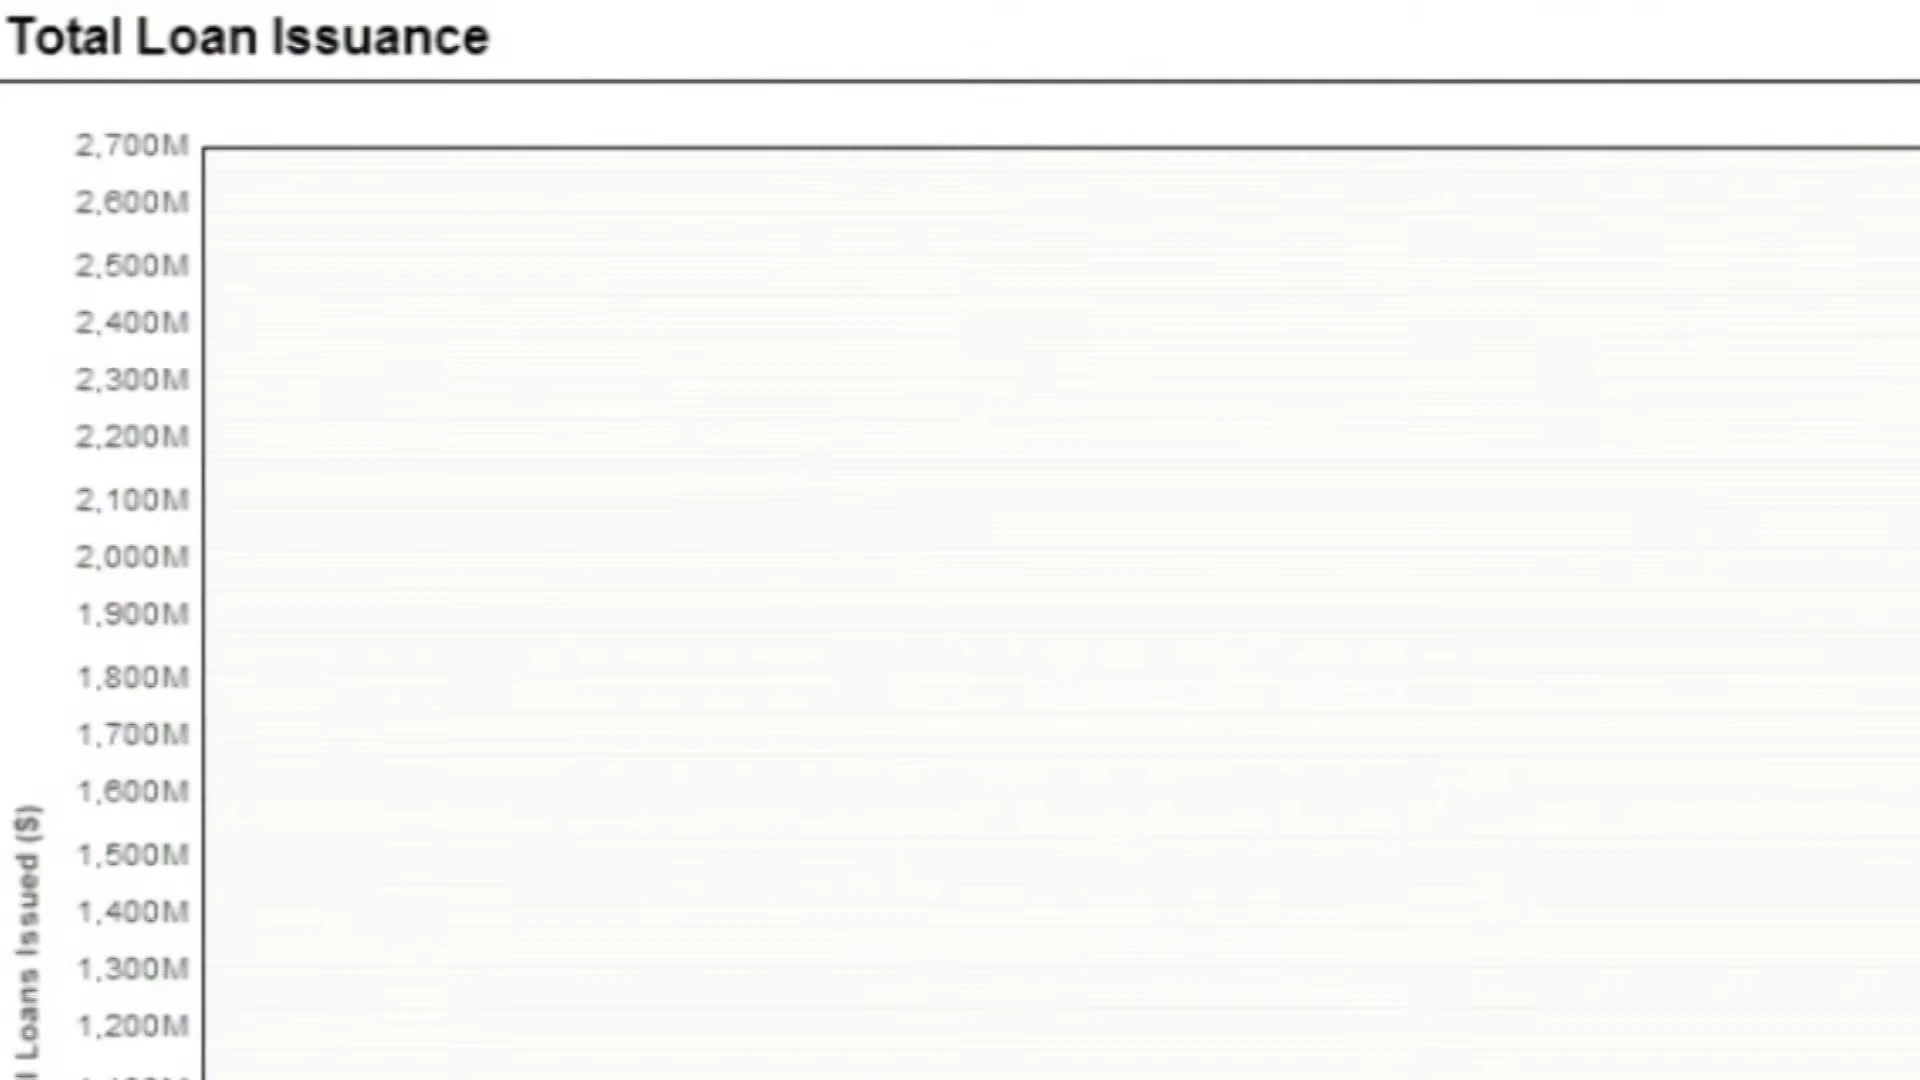 Total Loan Issuance
2,700M
2,600M
2,500M
2,400M
2,300M
2,200M
2,100M
2,000M
1,900M
1,800M
1,700M
1,600M
1,500M
1,400M
1,300M
1,200M
Loans Issued ($)